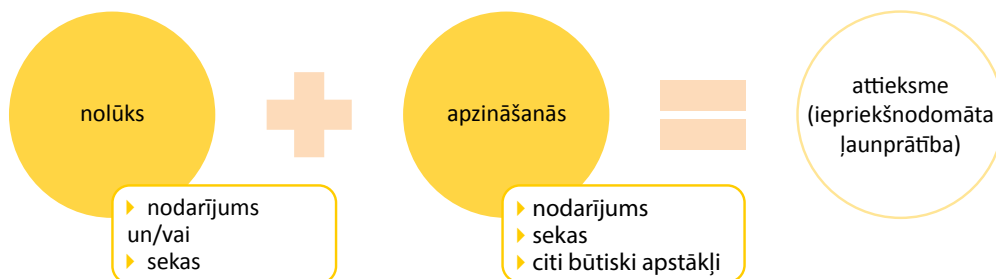 nolūks
apzināšanās
attieksme
(iepriekšnodomāta
ļaunprātība)
nodarījums
un/vai
sekas
nodarījums
sekas
citi būtiski apstākļi